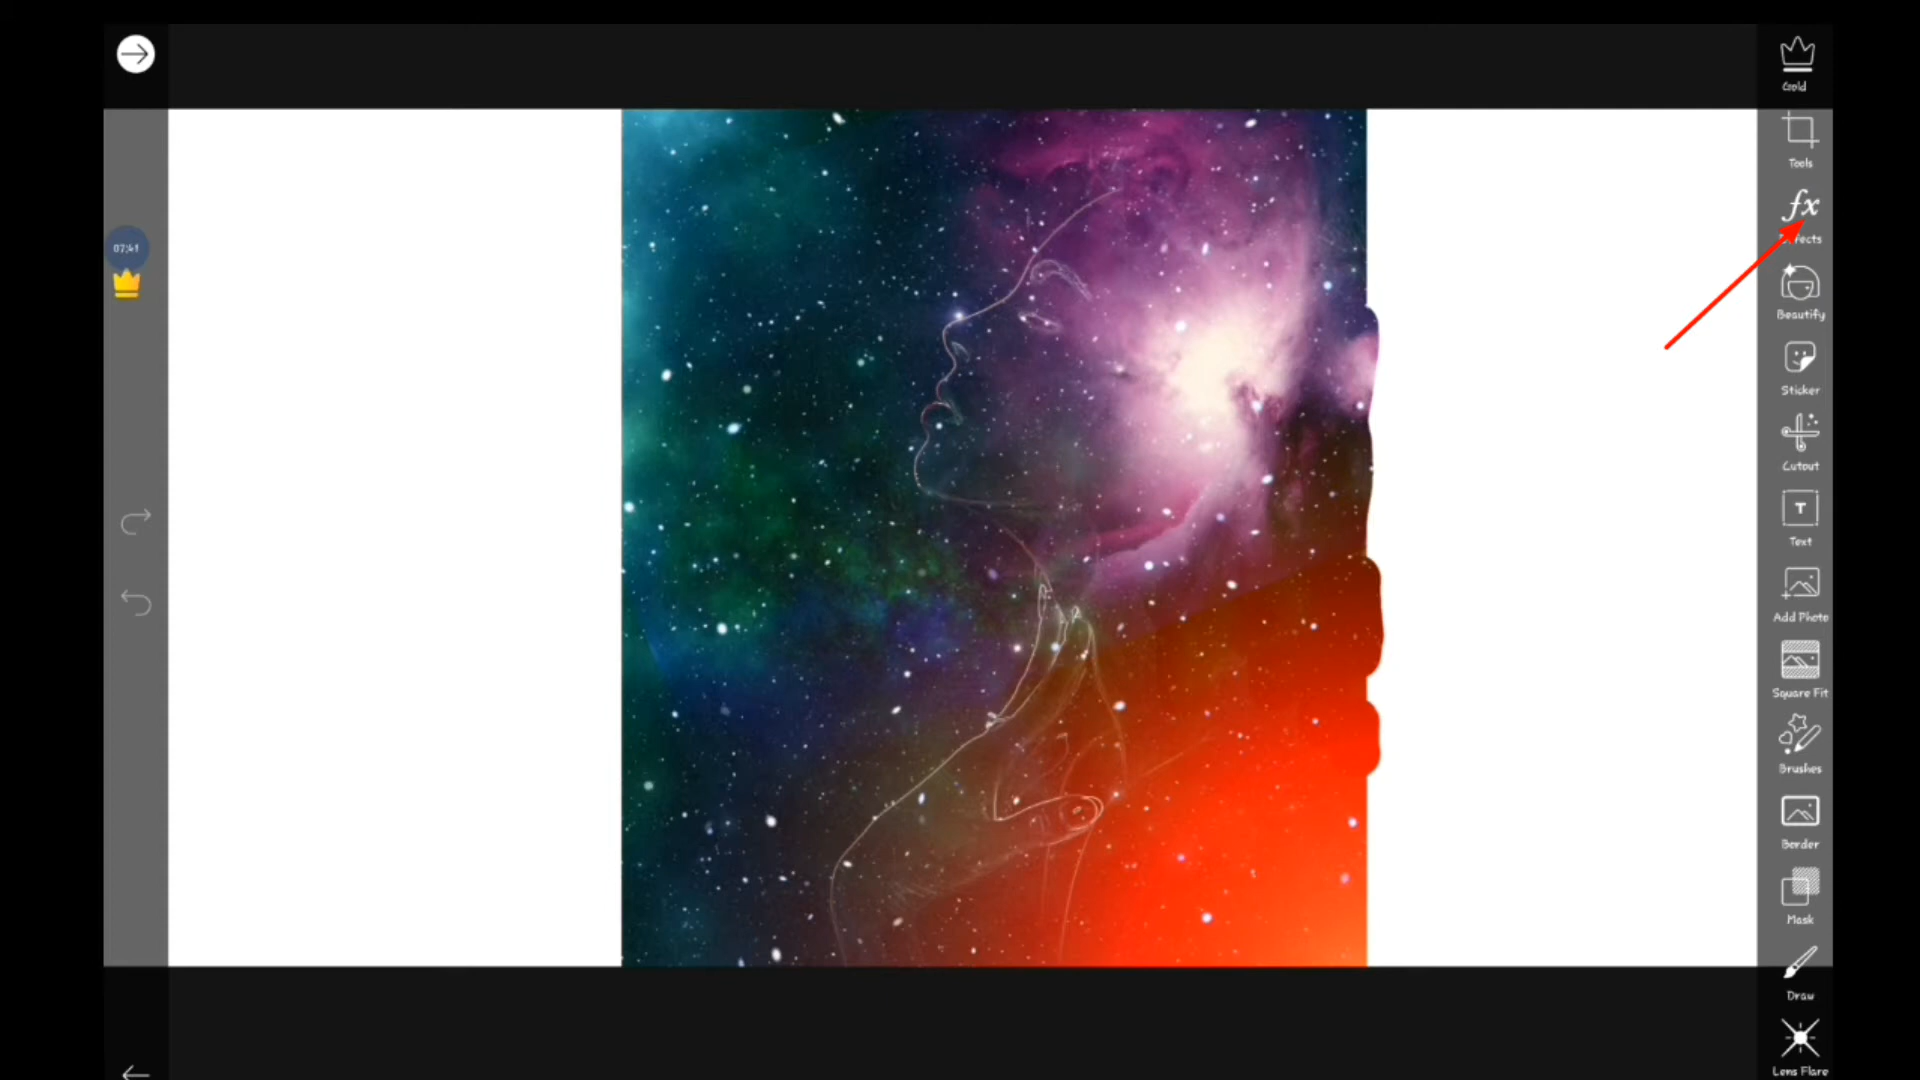 Gold
Tools
fx
Effects
07:41
Beautify
Sticker
Cutout
T
Text
Add Photo
Square Fit
Brushes
Border
Mask
Draw
Lens Flare